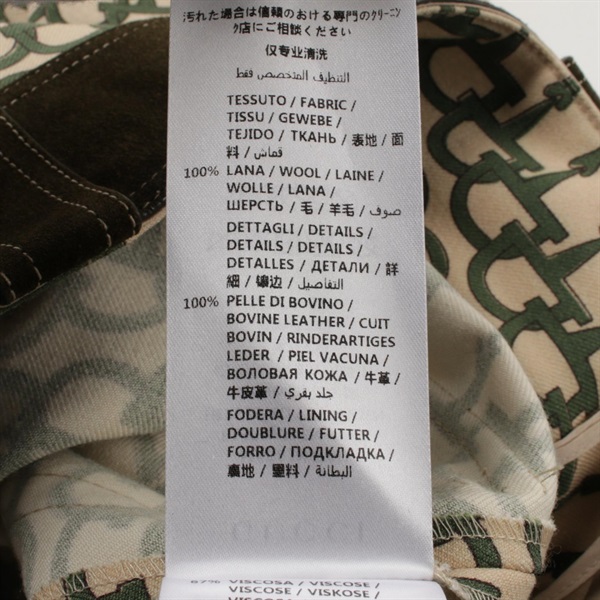 汚れた場合は信頼のおける専門のクリーニン
ク店にご相談ください
仅专业清洗
التنظيف المتخصص فقط
TESSUTO / FABRIC /
TISSU / GEWEBE /
TEJIDO / ТКАНЬ / 表地 / 面
料 / قماش
100% LANA / WOOL / LAINE /
WOLLE / LANA /
ШЕРСТЬ / 毛 / 羊毛 / صوف
DETTAGLI / DETAILS /
DETAILS / DETAILS /
DETALLES / ДЕТАЛИ / 詳
細 / 镶边 / التفاصيل
100% PELLE DI BOVINO /
BOVINE LEATHER / CUIT
BOVIN / RINDERARTIGES
LEDER / PIEL VACUNA /
ВОЛОВАЯ КОЖА / 牛革 /
牛皮革 / جلد بقري
FODERA / LINING /
DOUBLURE / FUTTER /
FORRO / ПОДКЛАДКА /
裏地 / 里料 / البطانة
67% VISCOSA / VISCOSE /
VISCOSE / VISKOSE /